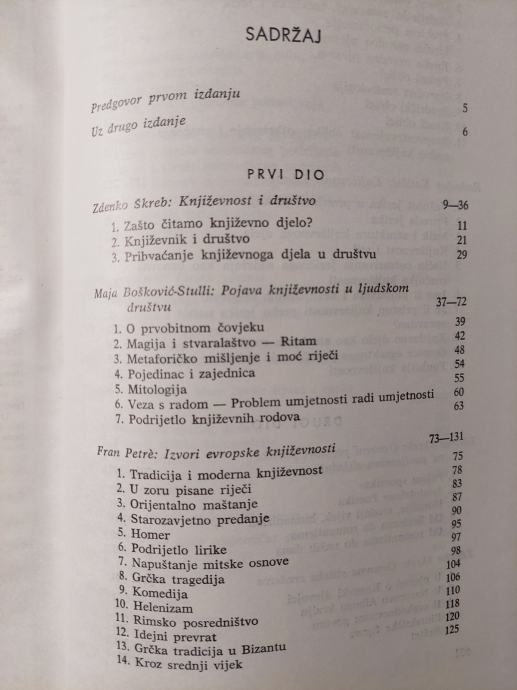 SADRŽAJ
Predgovor prvom izdanju 5
Uz drugo izdanje 6
PRVI DIO
Zdenko Škreb: Književnost i društvo 9—36
1. Zašto čitamo književno djelo? 11
2. Književnik i društvo 21
3. Prihvaćanje književnoga djela u društvu 29
Maja Bošković-Stulli: Pojava književnosti u ljudskom
društvu 37—72
1. O prvobitnom čovjeku 39
2. Magija i stvaralaštvo — Ritam 42
3. Metaforičko mišljenje i moć riječi 48
4. Pojedinac i zajednica 54
5. Mitologija 55
6. Veza s radom — Problem umjetnosti radi umjetnosti 60
7. Podrijetlo književnih rodova 63
Fran Petrè: Izvori evropske književnosti 73—131
1. Tradicija i moderna književnost 75
2. U zoru pisane riječi 78
3. Orijentalno maštanje 83
4. Starozavjetno predanje 87
5. Homer 90
6. Podrijetlo lirike 95
7. Napuštanje mitske osnove 97
8. Grčka tragedija 98
9. Komedija 104
10. Helenizam 106
11. Rimsko posredništvo 110
12. Idejni prevrat 118
13. Grčka tradicija u Bizantu 120
14. Kroz srednji vijek 125